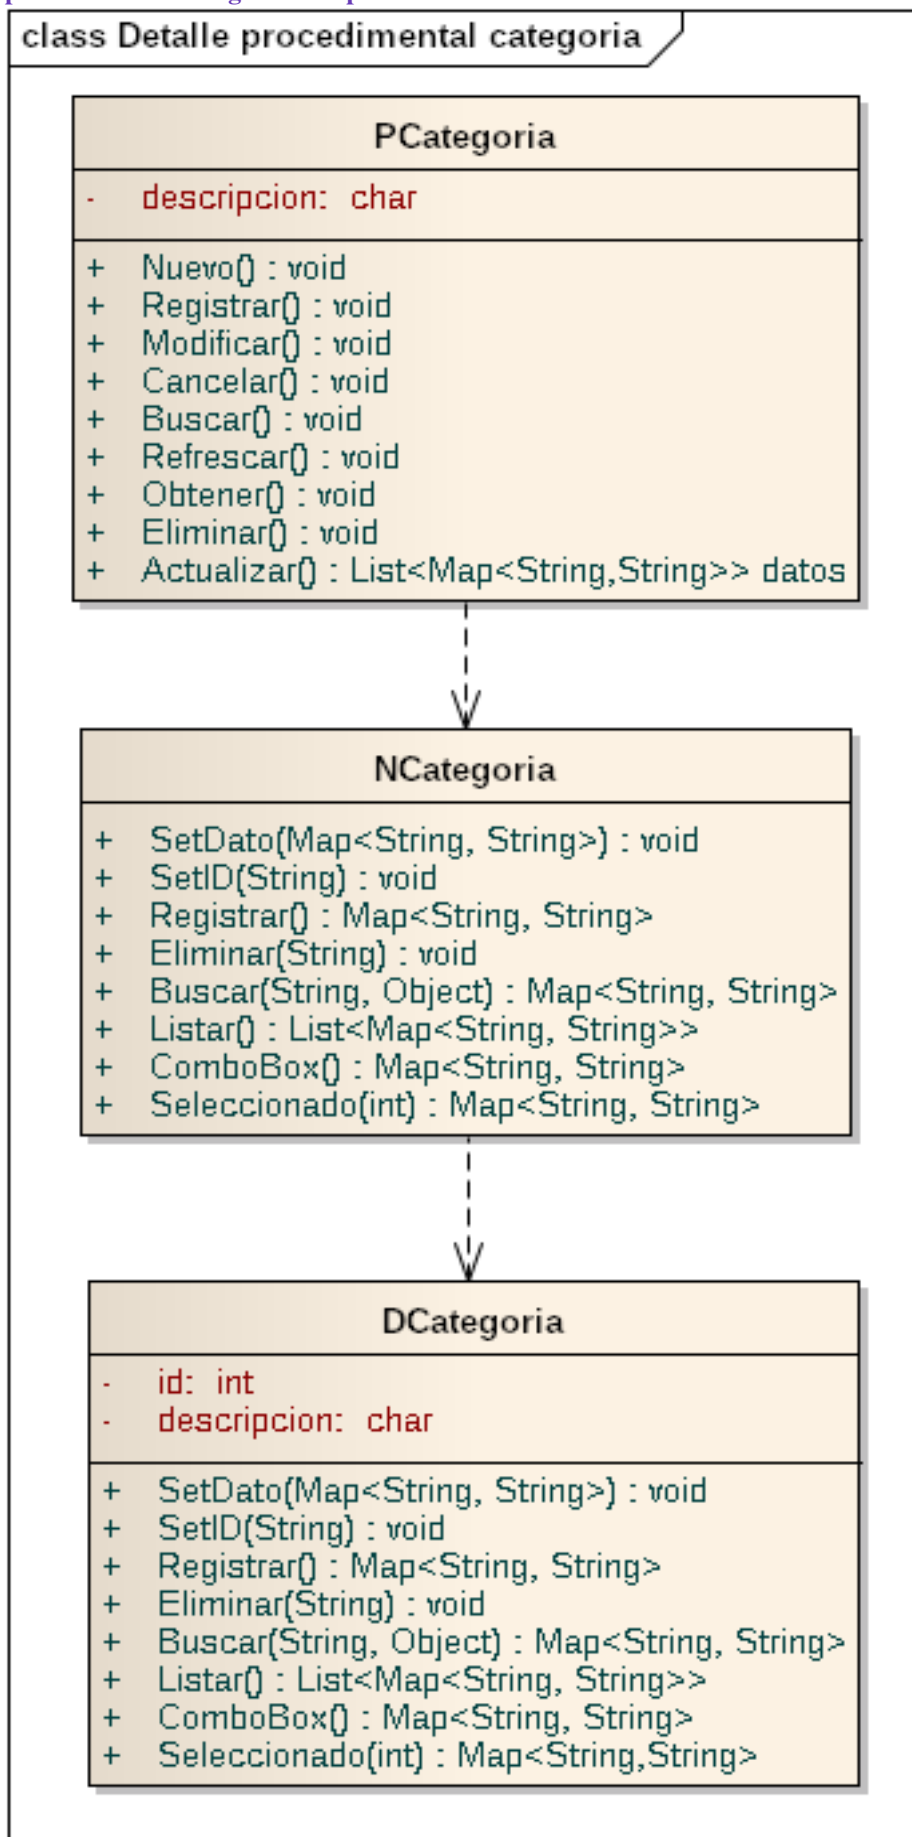 class Detalle procedimental categoria
PCategoria
- descripcion: char
+ Nuevo() : void
+ Registrar() : void
+ Modificar() : void
+ Cancelar() : void
+ Buscar() : void
+ Refrescar() : void
+ Obtener() : void
+ Eliminar() : void
+ Actualizar() : List<Map<String,String>> datos
NCategoria
+ SetDato(Map<String, String>) : void
+ SetID(String) : void
+ Registrar() : Map<String, String>
+ Eliminar(String) : void
+ Buscar(String, Object) : Map<String, String>
+ Listar() : List<Map<String, String>>
+ ComboBox() : Map<String, String>
+ Seleccionado(int) : Map<String, String>
DCategoria
- id: int
- descripcion: char
+ SetDato(Map<String, String>) : void
+ SetID(String) : void
+ Registrar() : Map<String, String>
+ Eliminar(String) : void
+ Buscar(String, Object) : Map<String, String>
+ Listar() : List<Map<String, String>>
+ ComboBox() : Map<String, String>
+ Seleccionado(int) : Map<String,String>